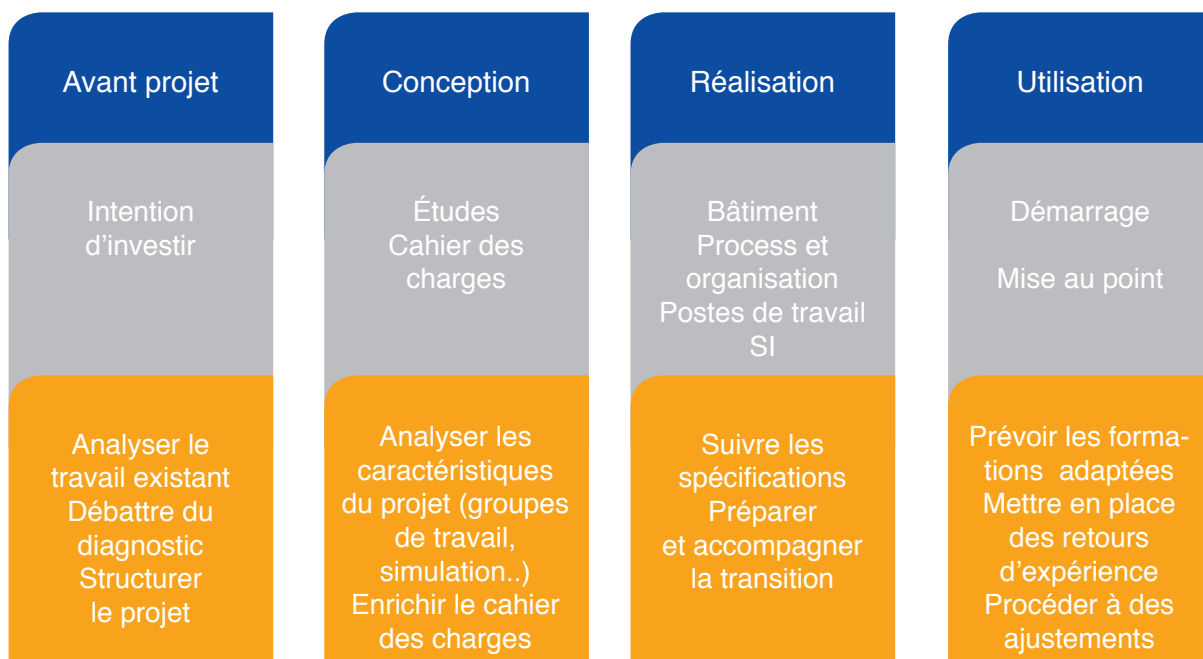 Avant projet
Intention
d’investir
Analyser le
travail existant
Débattre du
diagnostic
Structurer
le projet
Conception
Études
Cahier des
charges
Analyser les
caractéristiques
du projet (groupes
de travail,
simulation..)
Enrichir le cahier
des charges
Réalisation
Bâtiment
Process et
organisation
Postes de travail
SI
Suivre les
spécifications
Préparer
et accompagner
la transition
Utilisation
Démarrage
Mise au point
Prévoir les forma-
tions adaptées
Mettre en place
des retours
d’expérience
Procéder à des
ajustements